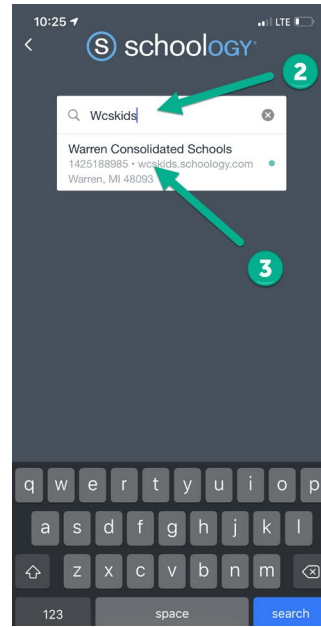 10:25 LTE
S schoology
2
Wcskids
Warren Consolidated Schools
1425188985 • wcskids.schoology.com
Warren, MI 48093
3
q w e r t y u i o p
a s d f g h j k l
z x c v b n m
123 space search